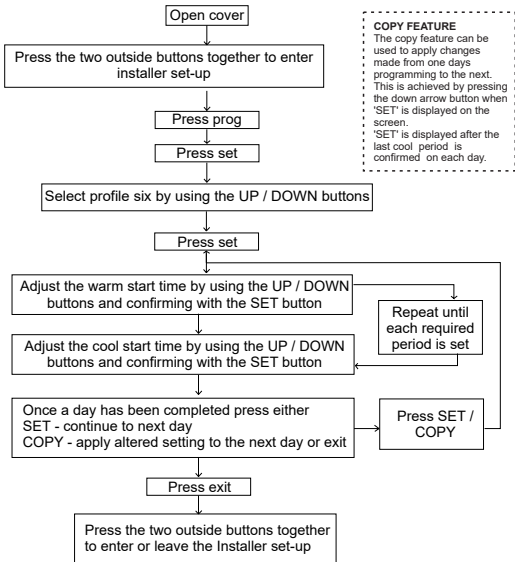 Open cover
Press the two outside buttons together to enter
installer set-up
Press prog
Press set
Select profile six by using the UP / DOWN buttons
Press set
Adjust the warm start time by using the UP / DOWN
buttons and confirming with the SET button
Repeat until
each required
period is set
Adjust the cool start time by using the UP / DOWN
buttons and confirming with the SET button
Once a day has been completed press either
SET - continue to next day
COPY - apply altered setting to the next day or exit
Press SET /
COPY
Press exit
Press the two outside buttons together
to enter or leave the Installer set-up
COPY FEATURE
The copy feature can be
used to apply changes
made from one days
programming to the next.
This is achieved by pressing
the down arrow button when
'SET' is displayed on the
screen.
'SET' is displayed after the
last cool period is
confirmed on each day.